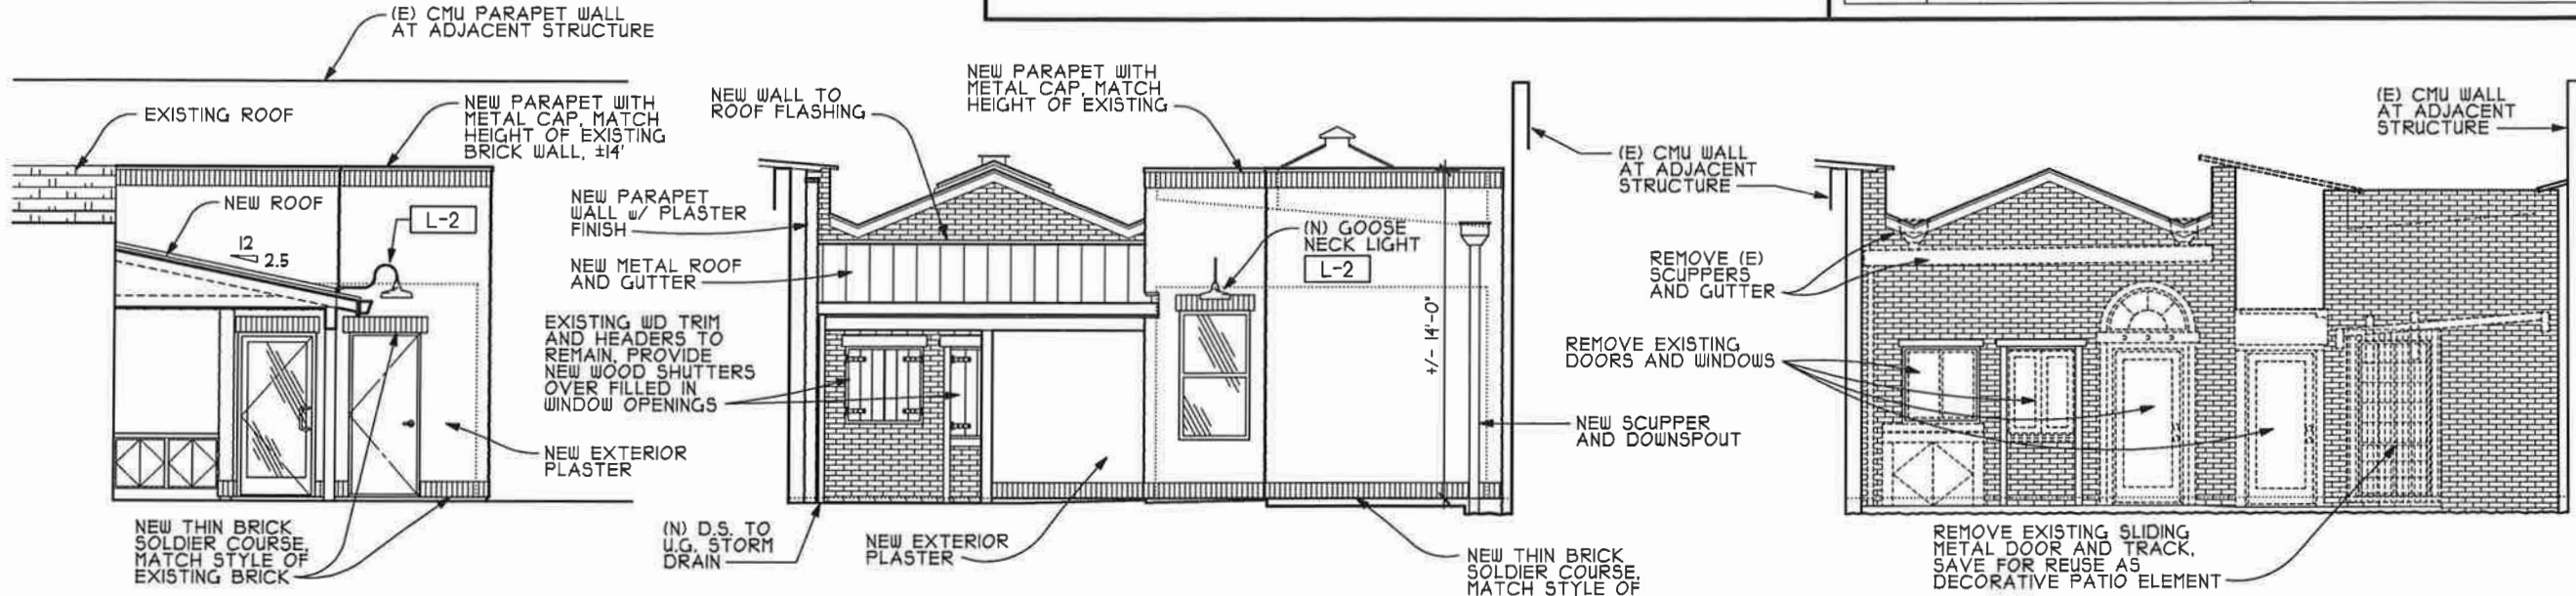 (E) CMU PARAPET WALL
AT ADJACENT STRUCTURE
EXISTING ROOF
NEW PARAPET WITH
METAL CAP, MATCH
HEIGHT OF EXISTING
BRICK WALL, ±14'
NEW ROOF
12
2.5
L-2
NEW EXTERIOR
PLASTER
NEW THIN BRICK
SOLDIER COURSE,
MATCH STYLE OF
EXISTING BRICK
NEW WALL TO
ROOF FLASHING
NEW PARAPET WITH
METAL CAP, MATCH
HEIGHT OF EXISTING
NEW PARAPET
WALL w/ PLASTER
FINISH
NEW METAL ROOF
AND GUTTER
EXISTING WD TRIM
AND HEADERS TO
REMAIN, PROVIDE
NEW WOOD SHUTTERS
OVER FILLED IN
WINDOW OPENINGS
(N) GOOSE
NECK LIGHT
L-2
+/- 14'-0"
(E) CMU WALL
AT ADJACENT
STRUCTURE
NEW SCUPPER
AND DOWNSPOUT
(N) D.S. TO
U.G. STORM
DRAIN
NEW EXTERIOR
PLASTER
NEW THIN BRICK
SOLDIER COURSE,
MATCH STYLE OF
(E) CMU WALL
AT ADJACENT
STRUCTURE
REMOVE (E)
SCUPPERS
AND GUTTER
REMOVE EXISTING
DOORS AND WINDOWS
REMOVE EXISTING SLIDING
METAL DOOR AND TRACK,
SAVE FOR REUSE AS
DECORATIVE PATIO ELEMENT